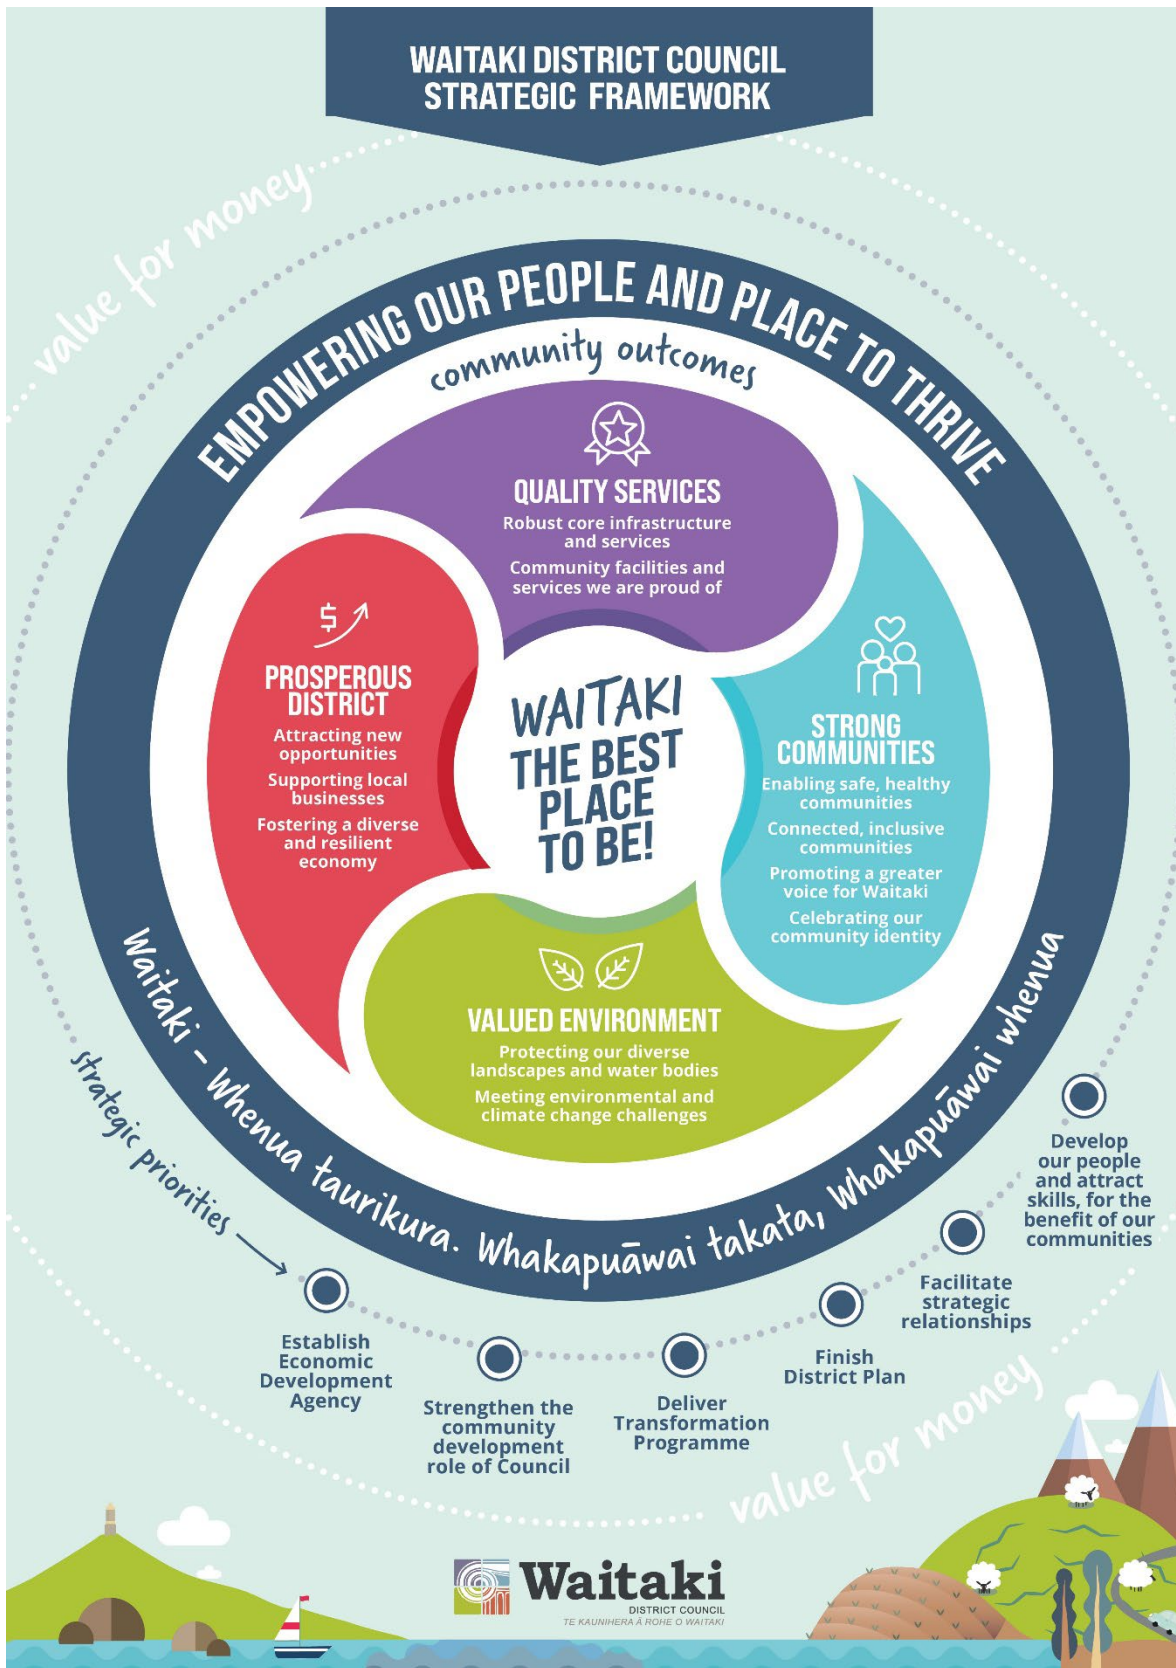 WAITAKI DISTRICT COUNCIL
STRATEGIC FRAMEWORK
value for money
EMPOWERING OUR PEOPLE AND PLACE TO THRIVE
community outcomes
QUALITY SERVICES
Robust core infrastructure
and services
Community facilities and
services we are proud of
PROSPEROUS
DISTRICT
Attracting new
opportunities
Supporting local
businesses
Fostering a diverse
and resilient
economy
WAITAKI
THE BEST
PLACE
TO BE!
STRONG
COMMUNITIES
Enabling safe, healthy
communities
Connected, inclusive
communities
Promoting a greater
voice for Waitaki
Celebrating our
community identity
VALUED ENVIRONMENT
Protecting our diverse
landscapes and water bodies
Meeting environmental and
climate change challenges
Waitaki – Whenua taurikura. Whakapuāwai takata, Whakapuāwai whenua
strategic priorities
Establish
Economic
Development
Agency
Strengthen the
community
development
role of Council
Deliver
Transformation
Programme
Finish
District Plan
Facilitate
strategic
relationships
Develop
our people
and attract
skills, for the
benefit of our
communities
value for money
Waitaki
DISTRICT COUNCIL
TE KAUNIHERA Ā ROHE O WAITAKI